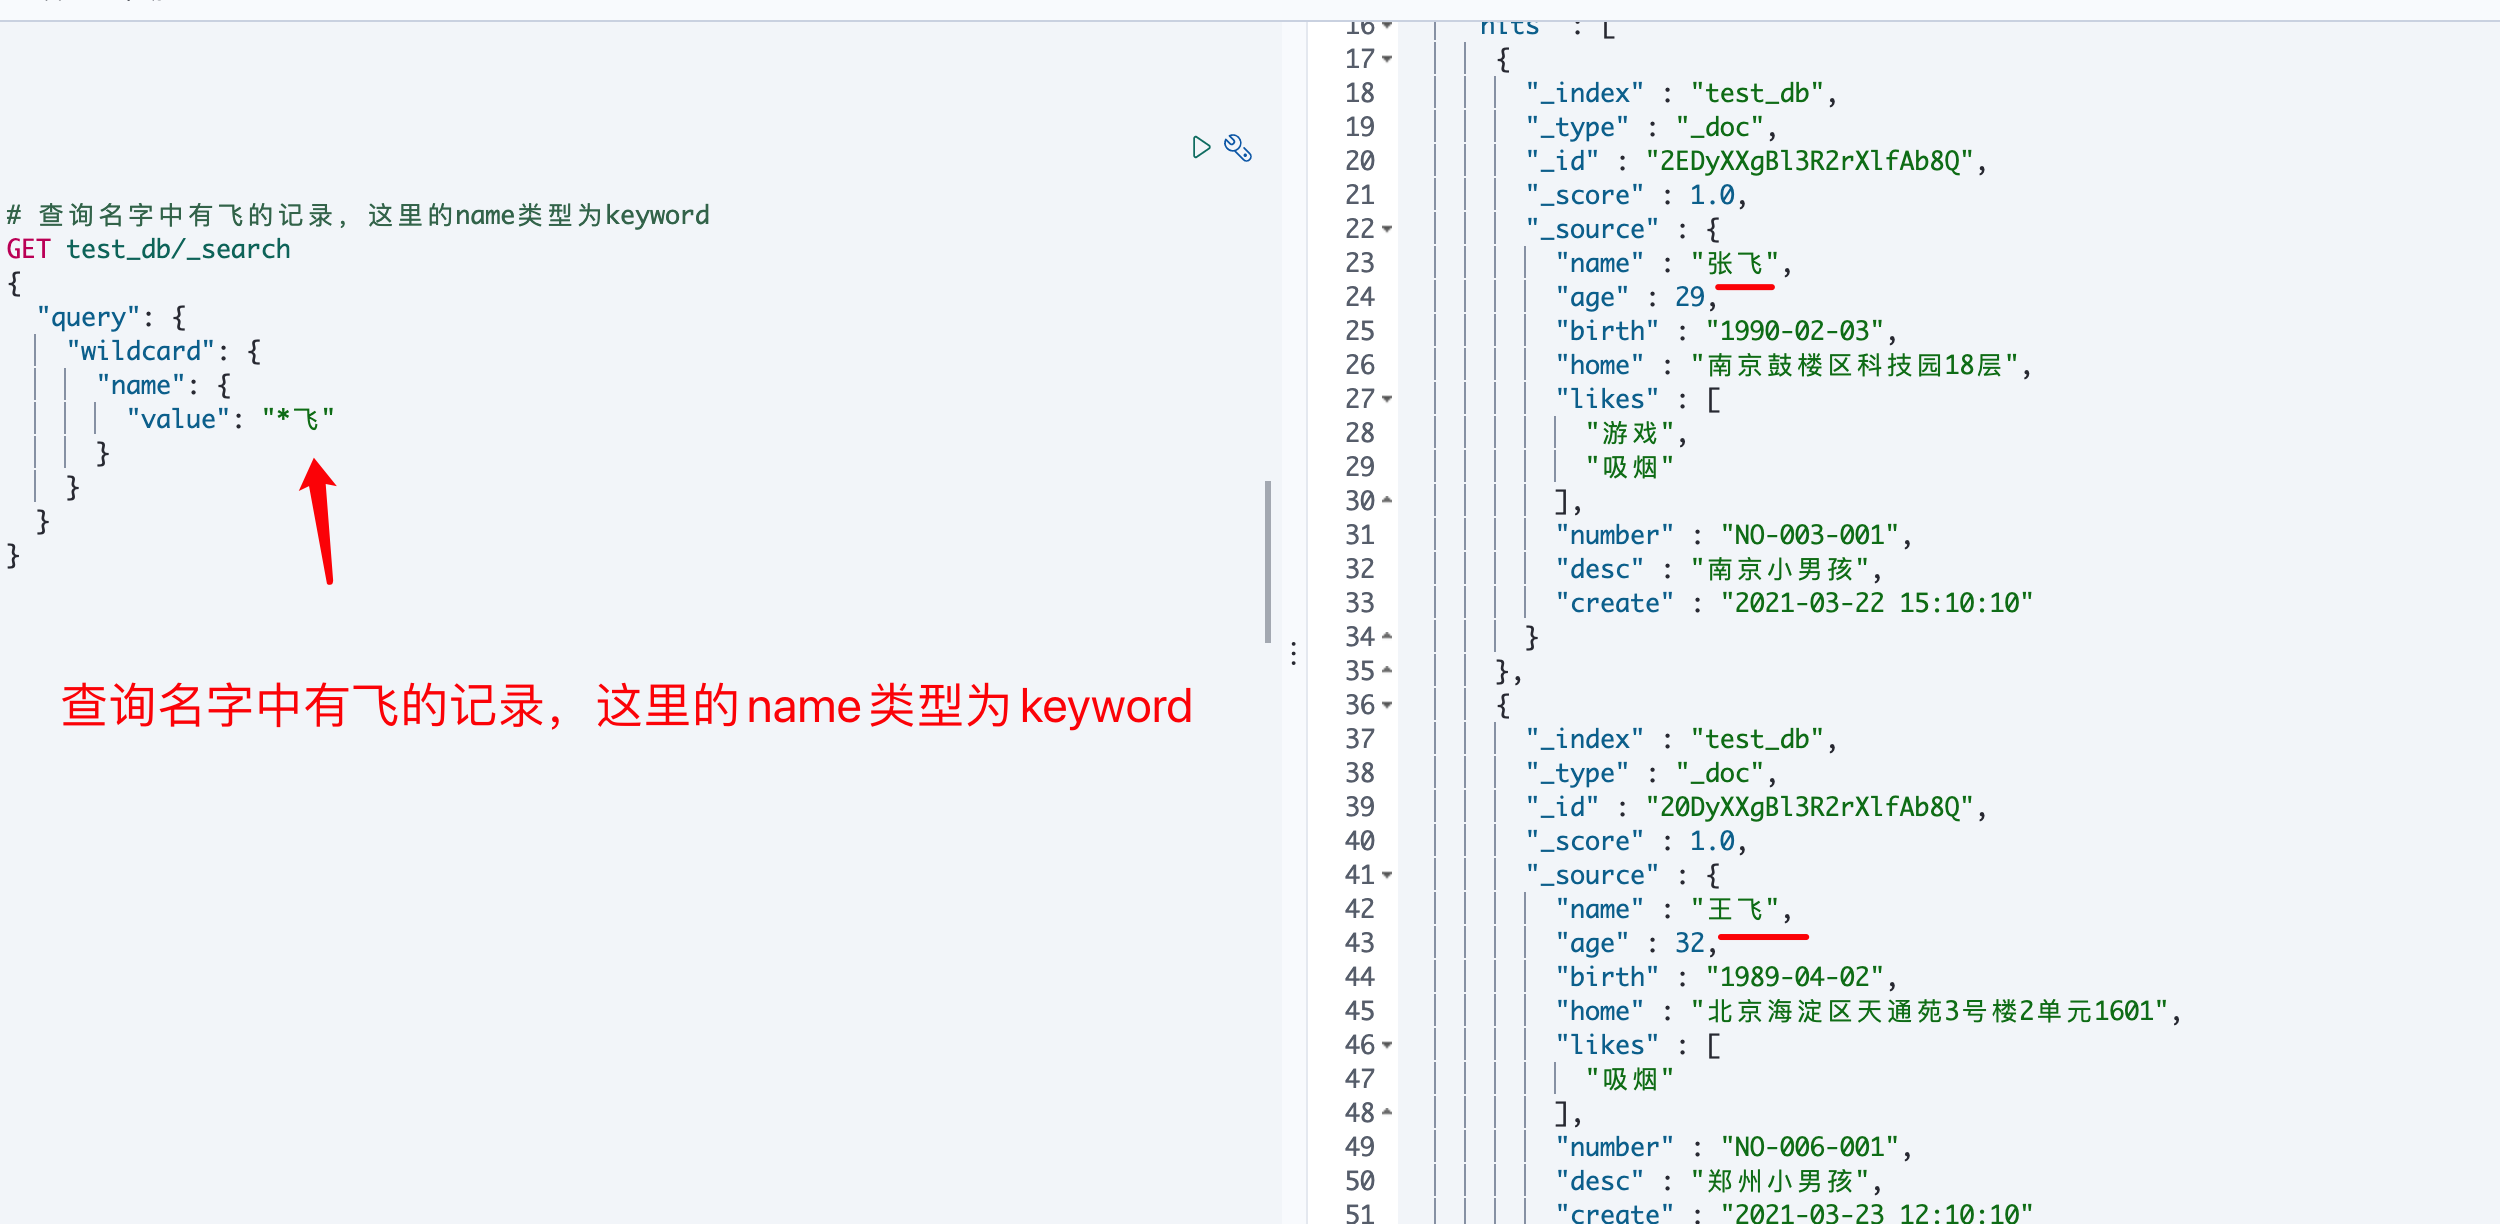 # 查询名字中有飞的记录，这里的name类型为keyword
GET test_db/_search
{
"query": {
"wildcard": {
"name": {
"value": "*飞"
}
}
}
}
查询名字中有飞的记录，这里的name类型为keyword
16 "hits" : [
17 {
18 "_index" : "test_db",
19 "_type" : "_doc",
20 "_id" : "2EDyXXgBl3R2rXlfAb8Q",
21 "_score" : 1.0,
22 "_source" : {
23 "name" : "张飞",
24 "age" : 29,
25 "birth" : "1990-02-03",
26 "home" : "南京鼓楼区科技园18层",
27 "likes" : [
28 "游戏",
29 "吸烟"
30 ],
31 "number" : "NO-003-001",
32 "desc" : "南京小男孩",
33 "create" : "2021-03-22 15:10:10"
34 }
35 },
36 {
37 "_index" : "test_db",
38 "_type" : "_doc",
39 "_id" : "20DyXXgBl3R2rXlfAb8Q",
40 "_score" : 1.0,
41 "_source" : {
42 "name" : "王飞",
43 "age" : 32,
44 "birth" : "1989-04-02",
45 "home" : "北京海淀区天通苑3号楼2单元1601",
46 "likes" : [
47 "吸烟"
48 ],
49 "number" : "NO-006-001",
50 "desc" : "郑州小男孩",
51 "create" : "2021-03-23 12:10:10"